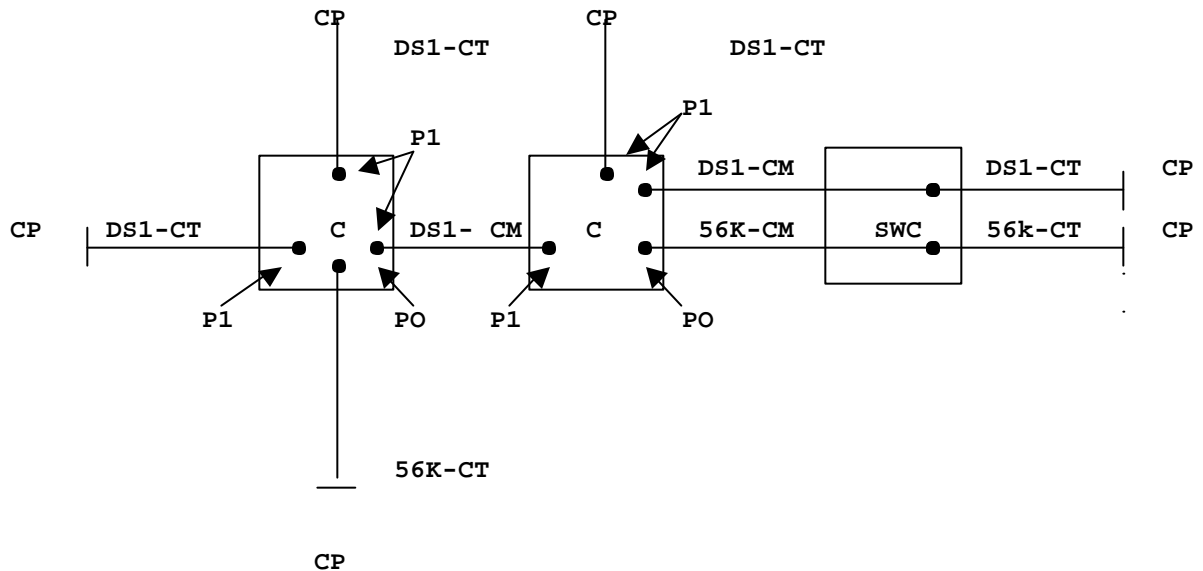 CP CP
DS1-CT DS1-CT
P1
P1
DS1-CM DS1-CT CP
CP DS1-CT C DS1- CM C 56K-CM SWC 56k-CT CP
P1 PO P1 PO
56K-CT
CP